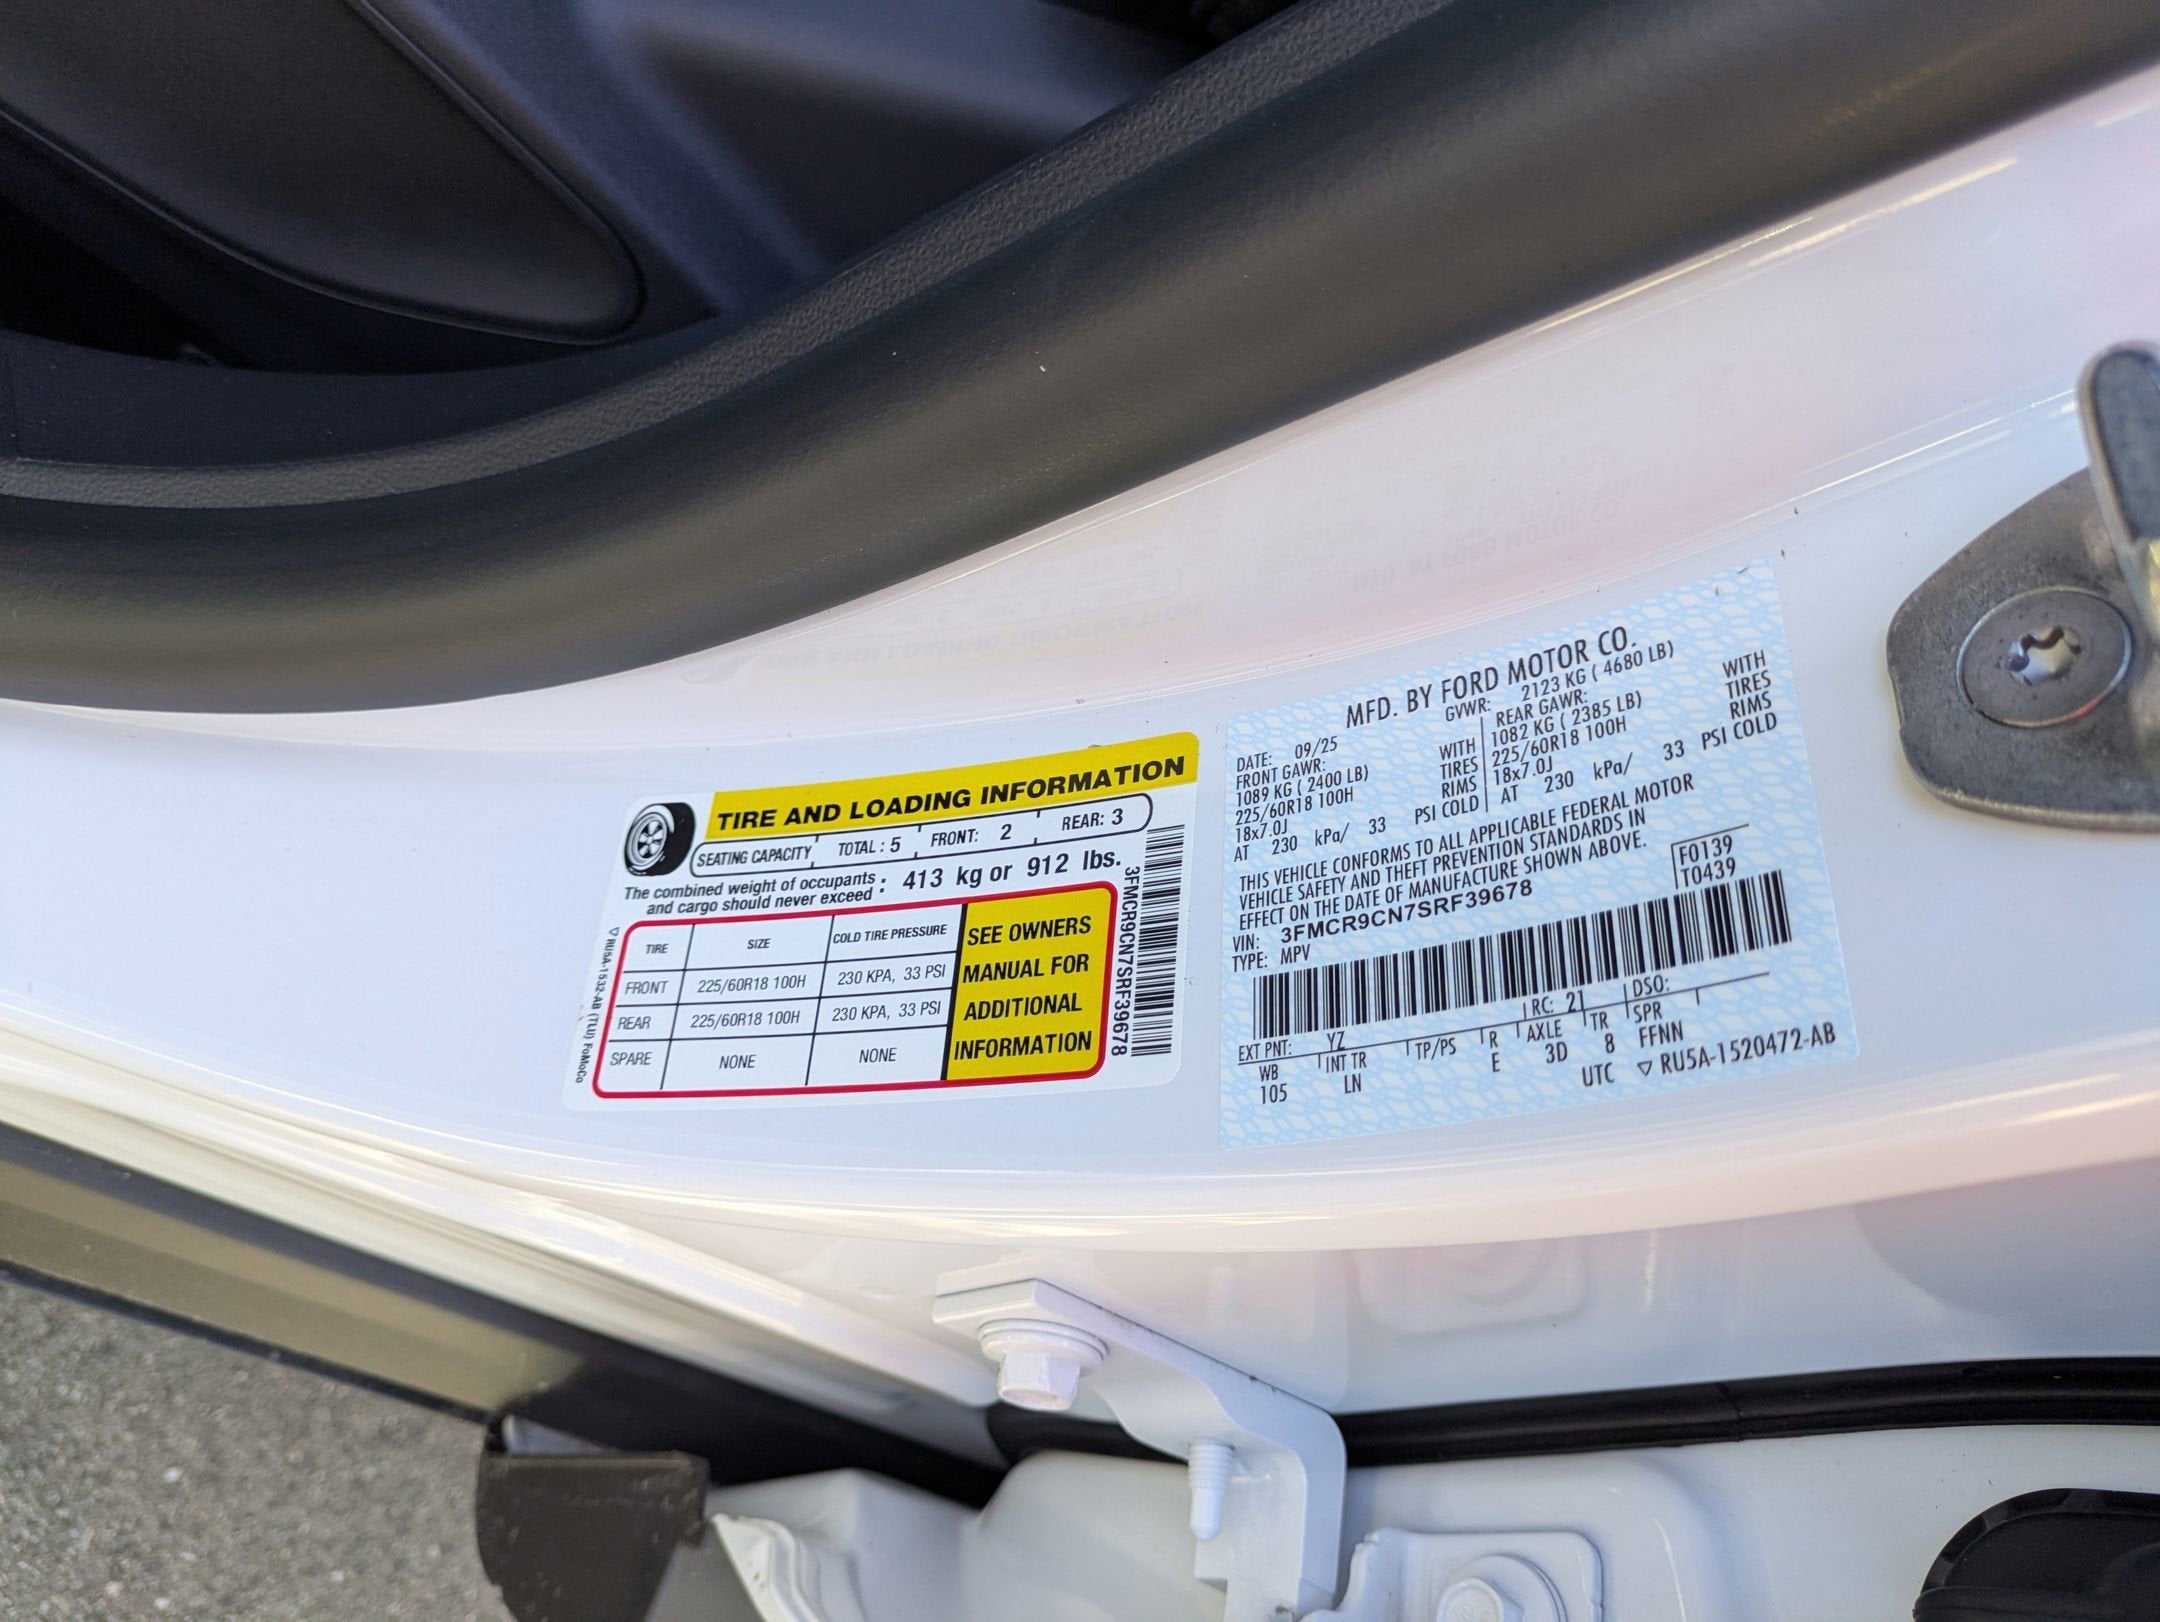 TIRE AND LOADING INFORMATION
SEATING CAPACITY TOTAL : 5 FRONT: 2 REAR: 3
The combined weight of occupants and cargo should never exceed : 413 kg or 912 lbs.
TIRE SIZE COLD TIRE PRESSURE
FRONT 225/60R18 100H 230 KPA, 33 PSI
REAR 225/60R18 100H 230 KPA, 33 PSI
SPARE NONE NONE
SEE OWNERS
MANUAL FOR
ADDITIONAL
INFORMATION
3FMCR9CN7SRF39678
RU5A-1532-AB (TLU) FoMoCo
MFD. BY FORD MOTOR CO.
DATE: 09/25 GVWR: 2123 KG ( 4680 LB)
FRONT GAWR: REAR GAWR:
1089 KG ( 2400 LB) WITH 1082 KG ( 2385 LB) WITH
225/60R18 100H TIRES 225/60R18 100H TIRES
18x7.0J RIMS 18x7.0J RIMS
AT 230 kPa/ 33 PSI COLD AT 230 kPa/ 33 PSI COLD
THIS VEHICLE CONFORMS TO ALL APPLICABLE FEDERAL MOTOR
VEHICLE SAFETY AND THEFT PREVENTION STANDARDS IN
EFFECT ON THE DATE OF MANUFACTURE SHOWN ABOVE.
VIN: 3FMCR9CN7SRF39678 F0139
TYPE: MPV T0439
EXT PNT: YZ RC: 21 DSO:
WB INT TR TP/PS R AXLE TR SPR
105 LN E 3D 8 FFNN
UTC RU5A-1520472-AB